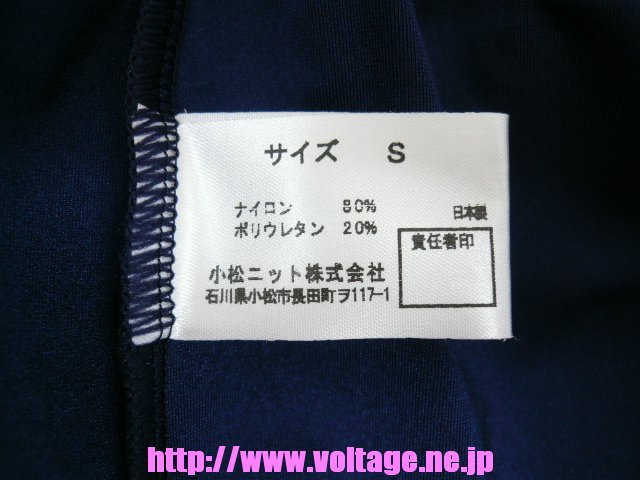 サイズ S
ナイロン 80%
ポリウレタン 20%
日本製
責任者印
小松ニット株式会社
石川県小松市長田町ヲ117-1
http://www.voltage.ne.jp